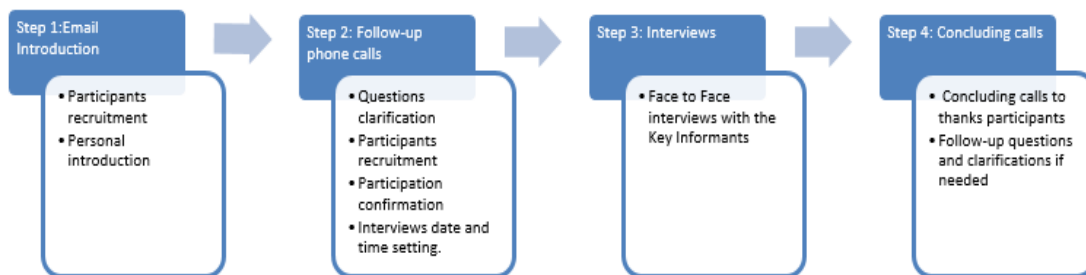 Step 1:Email
Introduction
• Participants
recruitment
• Personal
introduction
Step 2: Follow-up
phone calls
• Questions
clarification
• Participants
recruitment
• Participation
confirmation
• Interviews date and
time setting.
Step 3: Interviews
• Face to Face
interviews with the
Key Informants
Step 4: Concluding calls
• Concluding calls to
thanks participants
• Follow-up questions
and clarifications if
needed